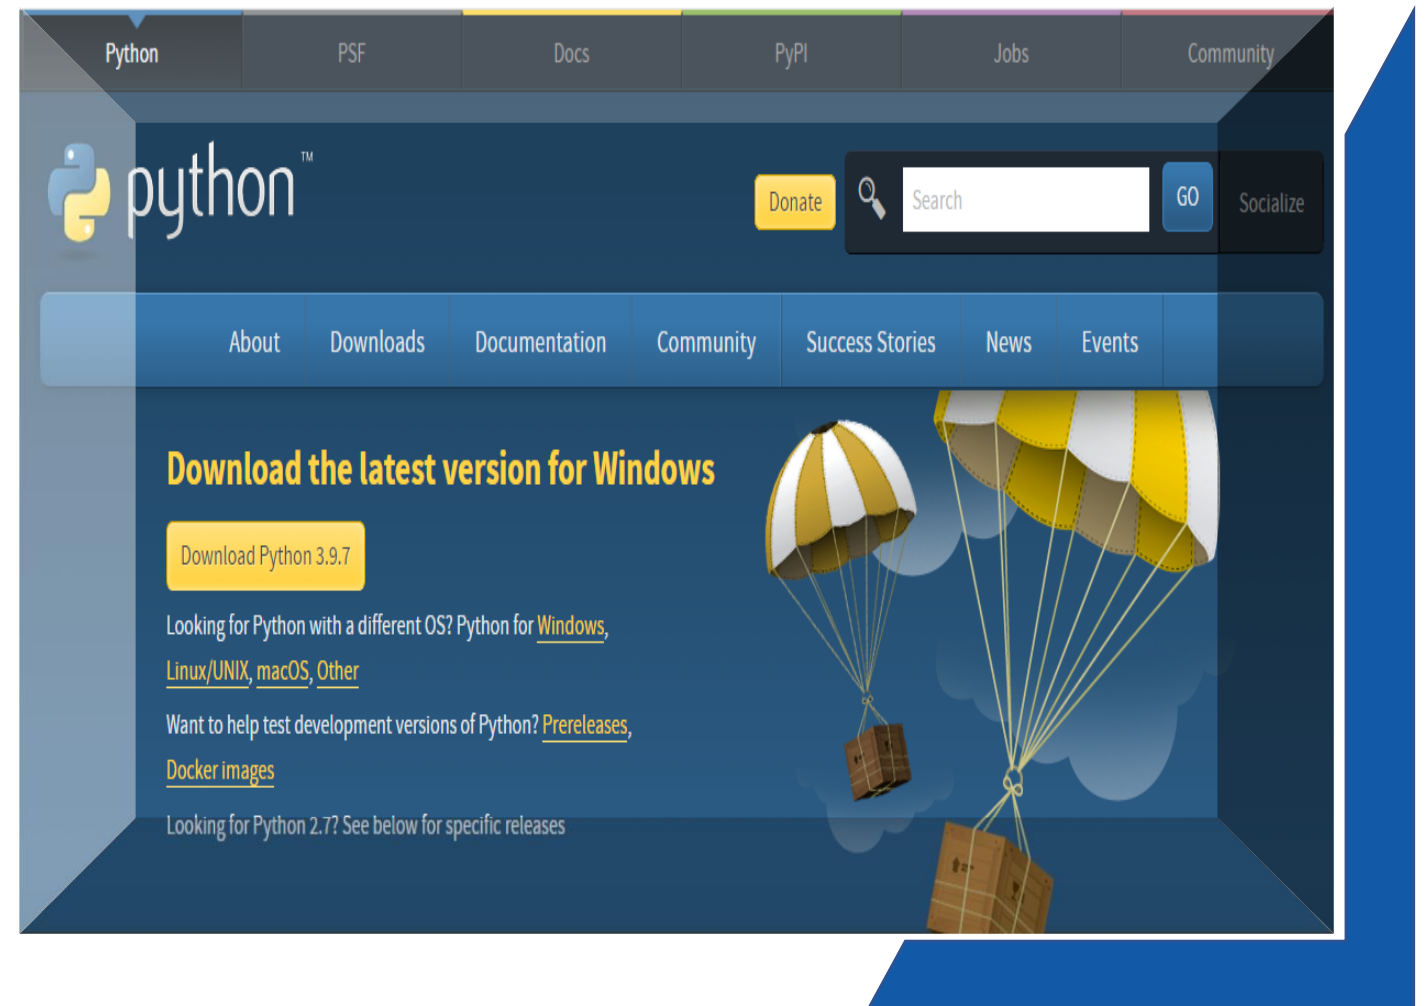 Python PSF Docs PyPI Jobs Community
python™
Donate Search GO Socialize
About Downloads Documentation Community Success Stories News Events
Download the latest version for Windows
Download Python 3.9.7
Looking for Python with a different OS? Python for Windows,
Linux/UNIX, macOS, Other
Want to help test development versions of Python? Prereleases,
Docker images
Looking for Python 2.7? See below for specific releases